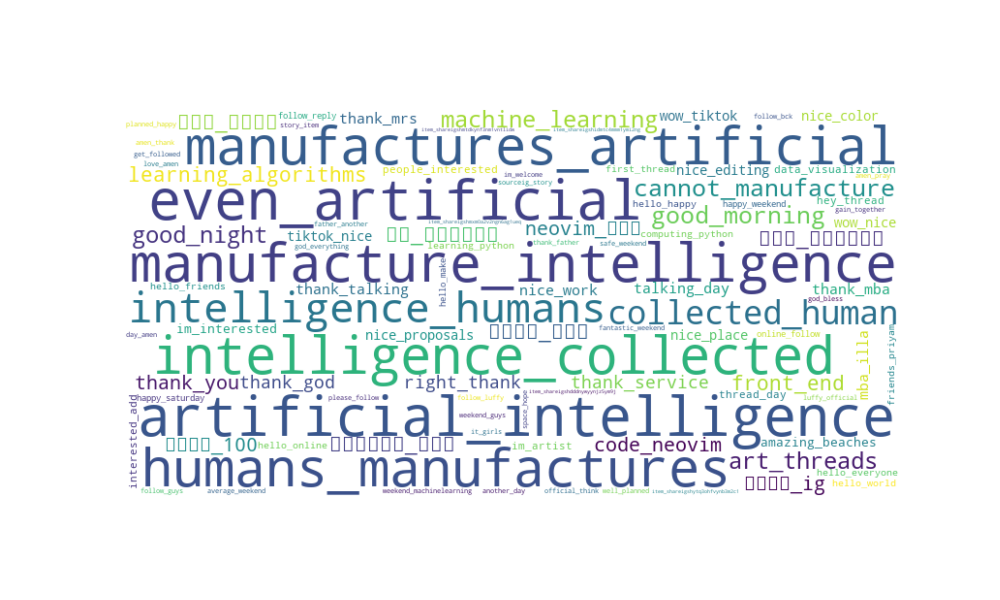 planned_happy
follow_reply
story_item
thank_mrs
machine_learning
wow_tiktok
follow_bck
nice_color
amen_thank
get_followed
love_amen
manufactures_artificial
learning_algorithms
people_interested
im_welcome
sourceig_story
first_thread
nice_editing
data_visualization
amen_pray
even_artificial
cannot_manufacture
hello_happy
happy_weekend
hey_thread
gain_together
good_morning
wow_nice
good_night
father_another
tiktok_nice
god_everything
learning_python
neovim_
thank_father
safe_weekend
computing_python
manufacture_intelligence
hello_friends
thank_talking
hello_make
nice_work
talking_day
thank_mba
god_bless
intelligence_humans
collected_human
day_amen
im_interested
nice_proposals
fantastic_weekend
nice_place
online_follow
mba_illa
friends_priyam
intelligence_collected
thank_you
thank_god
right_thank
thank_service
front_end
happy_saturday
please_follow
follow_luffy
thread_day
luffy_official
interested_add
artificial_intelligence
weekend_guys
space_hope
it_girls
_100
hello_online
im_artist
code_neovim
amazing_beaches
humans_manufactures
art_threads
hello_everyone
_ig
hello_world
follow_guys
average_weekend
weekend_machinelearning
another_day
official_think
well_planned